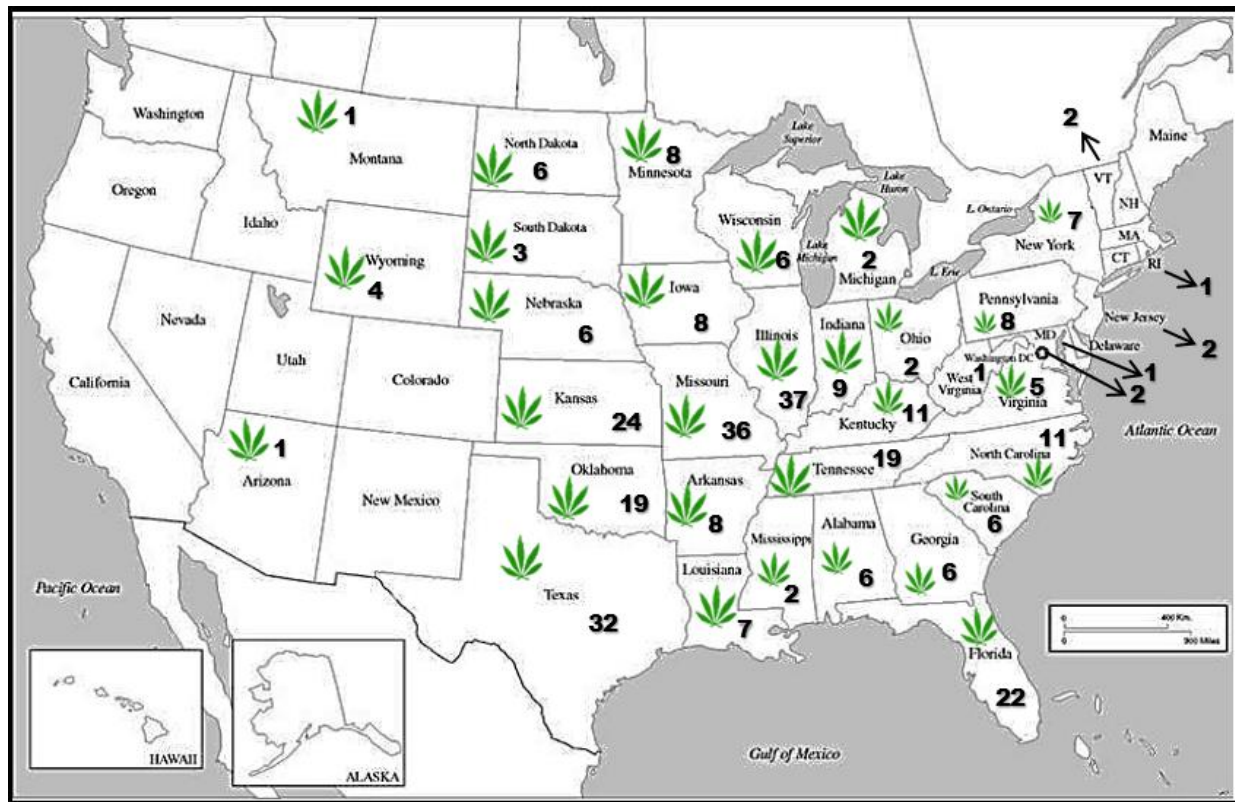 Washington
Oregon
California
Nevada
Idaho
Montana
1
Wyoming
4
Utah
Colorado
Arizona
1
New Mexico
North Dakota
6
South Dakota
3
Nebraska
6
Kansas
24
Oklahoma
19
Texas
32
Minnesota
8
Iowa
8
Missouri
36
Arkansas
8
Louisiana
7
Wisconsin
6
Illinois
37
Michigan
2
Indiana
9
Ohio
2
Kentucky
11
Tennessee
19
Mississippi
2
Alabama
6
Georgia
6
Florida
22
South
Carolina
6
North Carolina
11
Virginia
5
West
Virginia
1
Washington DC
2
MD
1
Delaware
Pennsylvania
8
New Jersey
2
New York
7
VT
2
NH
MA
CT
RI
1
Maine
Lake
Superior
Lake
Michigan
Lake
Huron
L. Erie
L. Ontario
Pacific Ocean
Atlantic Ocean
Gulf of Mexico
HAWAII
ALASKA
0
400 Km.
0